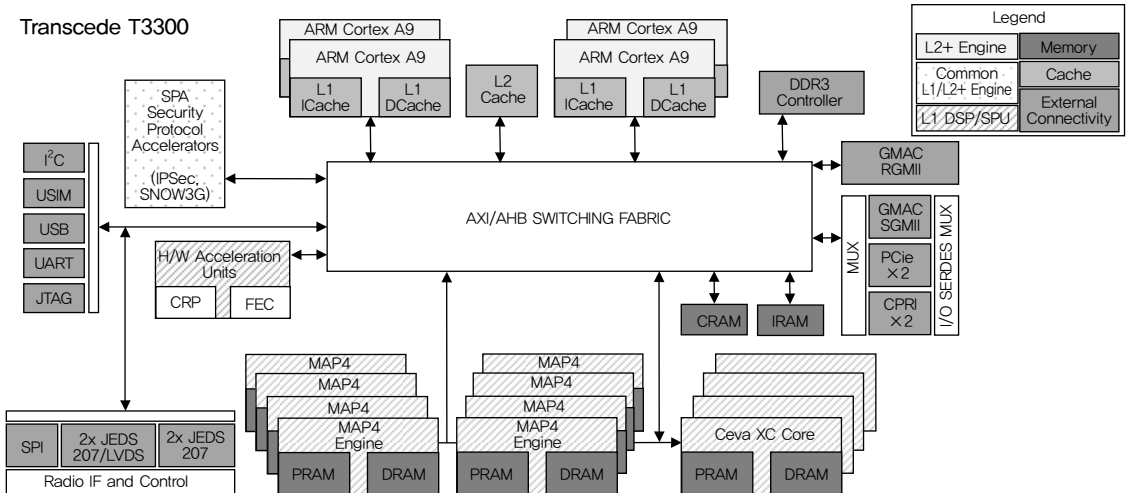 Transcede T3300
ARM Cortex A9
ARM Cortex A9
L1
ICache
L1
DCache
L2
Cache
ARM Cortex A9
ARM Cortex A9
L1
ICache
L1
DCache
DDR3
Controller
Legend
L2+ Engine
Memory
Common
L1/L2+ Engine
Cache
L1 DSP/SPU
External
Connectivity
SPA
Security
Protocol
Accelerators
(IPSec,
SNOW3G)
I²C
USIM
USB
UART
JTAG
AXI/AHB SWITCHING FABRIC
GMAC
RGMII
MUX
GMAC
SGMII
PCie
×2
CPRI
×2
I/O SERDES MUX
H/W Acceleration
Units
CRP
FEC
CRAM
IRAM
MAP4
MAP4
MAP4
MAP4
Engine
PRAM
DRAM
MAP4
MAP4
MAP4
MAP4
Engine
PRAM
DRAM
Ceva XC Core
PRAM
DRAM
SPI
2x JEDS
207/LVDS
2x JEDS
207
Radio IF and Control